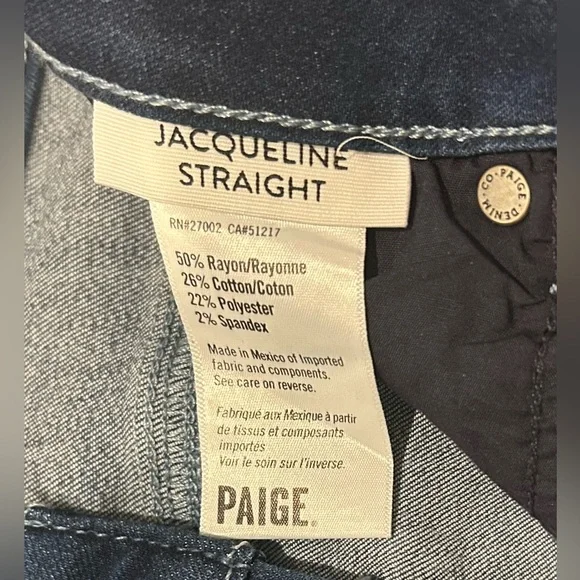 JACQUELINE
STRAIGHT
RN#27002 CA#51217
50% Rayon/Rayonne
26% Cotton/Coton
22% Polyester
2% Spandex
Made in Mexico of Imported
fabric and components.
See care on reverse.
Fabriqué aux Mexique à partir
de tissus et composants
importés
Voir le soin sur l'inverse.
PAIGE.
PAIGE · DENIM · CO ·